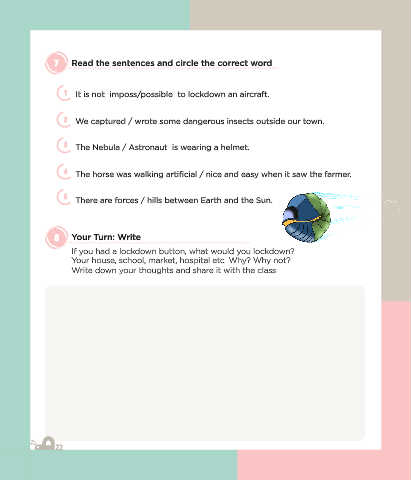 7 Read the sentences and circle the correct word
1 It is not imposs/possible to lockdown an aircraft.
2 We captured / wrote some dangerous insects outside our town.
3 The Nebula / Astronaut is wearing a helmet.
4 The horse was walking artificial / nice and easy when it saw the farmer.
5 There are forces / hills between Earth and the Sun.
8 Your Turn: Write
If you had a lockdown button, what would you lockdown?
Your house, school, market, hospital etc Why? Why not?
Write down your thoughts and share it with the class